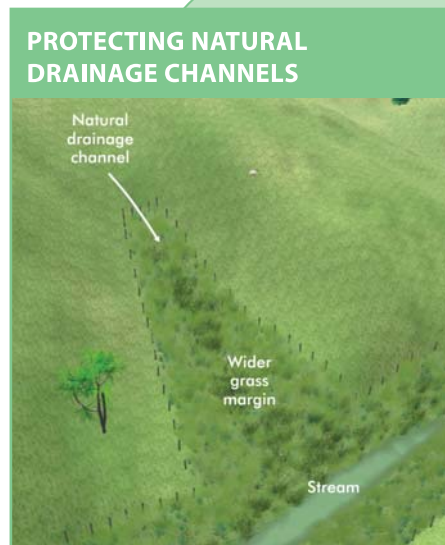 PROTECTING NATURAL
DRAINAGE CHANNELS
Natural
drainage
channel
Wider
grass
margin
Stream